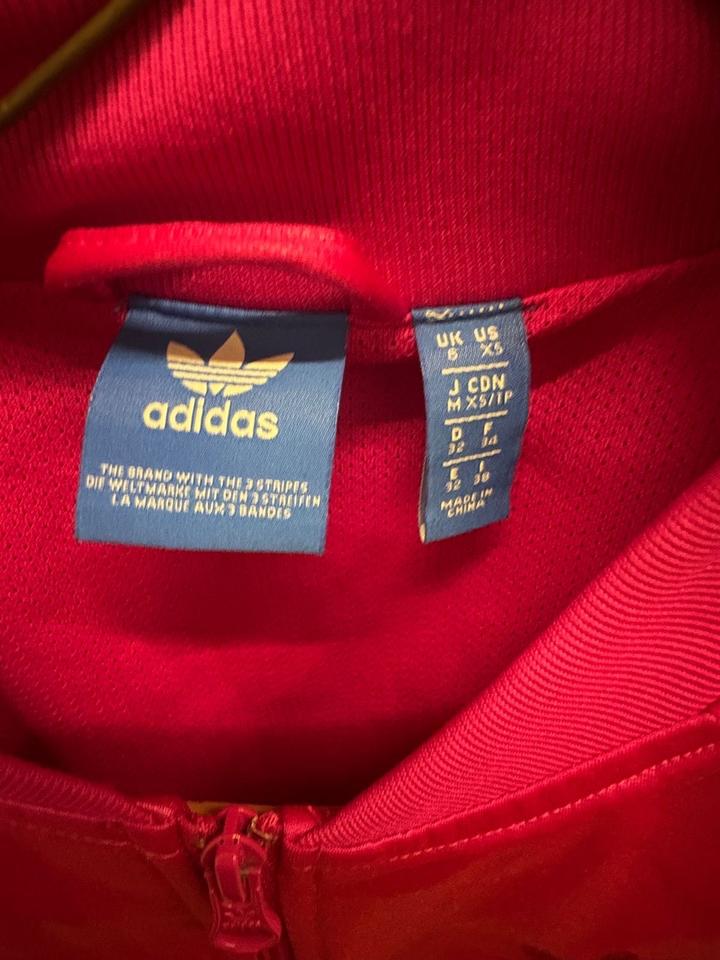 adidas
THE BRAND WITH THE 3 STRIPES
DIE WELTMARKE MIT DEN 3 STREIFEN
LA MARQUE AUX 3 BANDES
UK US
6 XS
J CDN
M XS/TP
D F
32 34
E I
32 38
MADE IN
CHINA